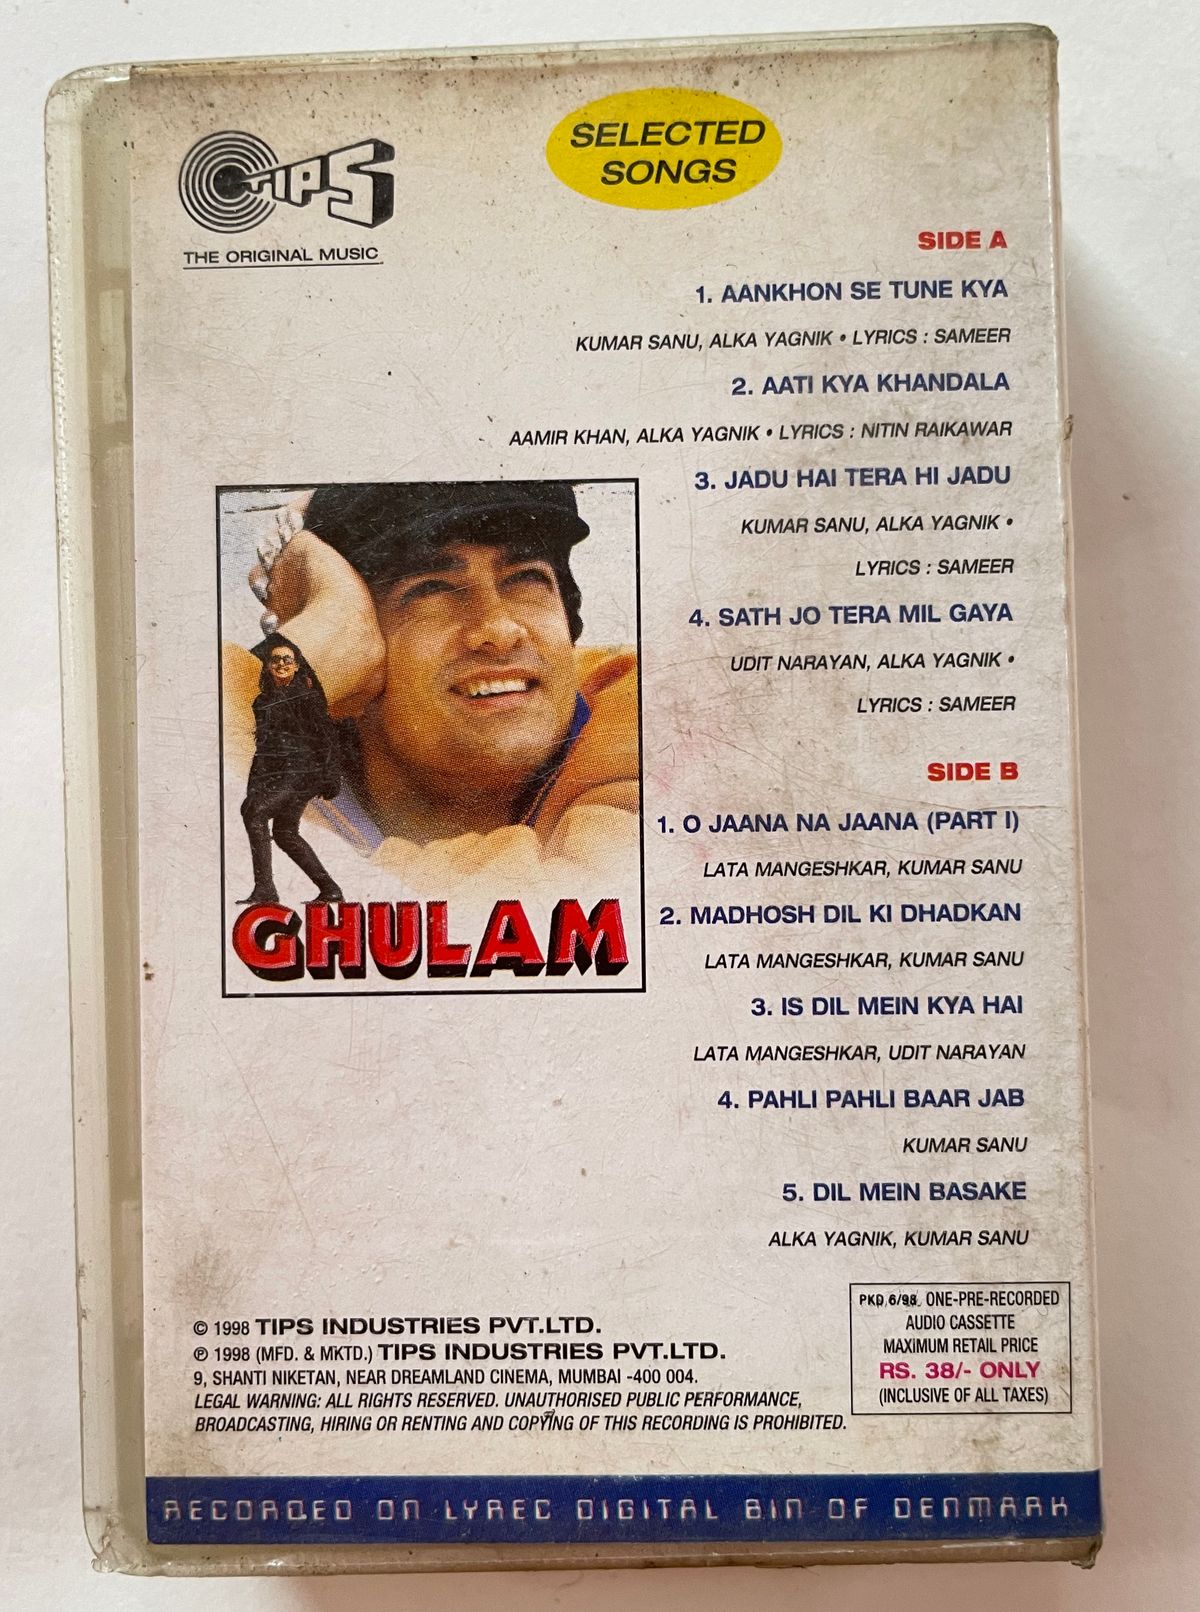 TIPS
THE ORIGINAL MUSIC
SELECTED
SONGS
SIDE A
1. AANKHON SE TUNE KYA
KUMAR SANU, ALKA YAGNIK • LYRICS : SAMEER
2. AATI KYA KHANDALA
AAMIR KHAN, ALKA YAGNIK • LYRICS : NITIN RAIKAWAR
3. JADU HAI TERA HI JADU
KUMAR SANU, ALKA YAGNIK •
LYRICS : SAMEER
4. SATH JO TERA MIL GAYA
UDIT NARAYAN, ALKA YAGNIK •
LYRICS : SAMEER
GHULAM
SIDE B
1. O JAANA NA JAANA (PART I)
LATA MANGESHKAR, KUMAR SANU
2. MADHOSH DIL KI DHADKAN
LATA MANGESHKAR, KUMAR SANU
3. IS DIL MEIN KYA HAI
LATA MANGESHKAR, UDIT NARAYAN
4. PAHLI PAHLI BAAR JAB
KUMAR SANU
5. DIL MEIN BASAKE
ALKA YAGNIK, KUMAR SANU
© 1998 TIPS INDUSTRIES PVT.LTD.
℗ 1998 (MFD. & MKTD.) TIPS INDUSTRIES PVT.LTD.
9, SHANTI NIKETAN, NEAR DREAMLAND CINEMA, MUMBAI -400 004.
LEGAL WARNING: ALL RIGHTS RESERVED. UNAUTHORISED PUBLIC PERFORMANCE,
BROADCASTING, HIRING OR RENTING AND COPYING OF THIS RECORDING IS PROHIBITED.
PKD. 6/98. ONE-PRE-RECORDED
AUDIO CASSETTE
MAXIMUM RETAIL PRICE
RS. 38/- ONLY
(INCLUSIVE OF ALL TAXES)
RECORDED ON LYREC DIGITAL BIN OF DENMARK